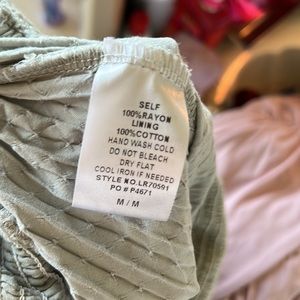 SELF
100%RAYON
LINING
100%COTTON
HAND WASH COLD
DO NOT BLEACH
DRY FLAT
COOL IRON IF NEEDED
STYLE NO.LR70591
PO # P4671
M / M